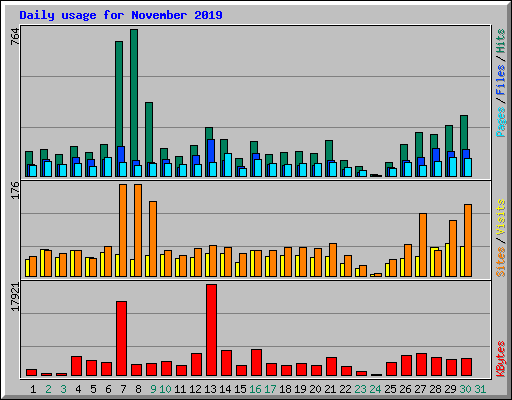 Daily usage for November 2019
764
Pages / Files / Hits
176
Sites / Visits
17921
KBytes
1 2 3 4 5 6 7 8 9 10 11 12 13 14 15 16 17 18 19 20 21 22 23 24 25 26 27 28 29 30 31